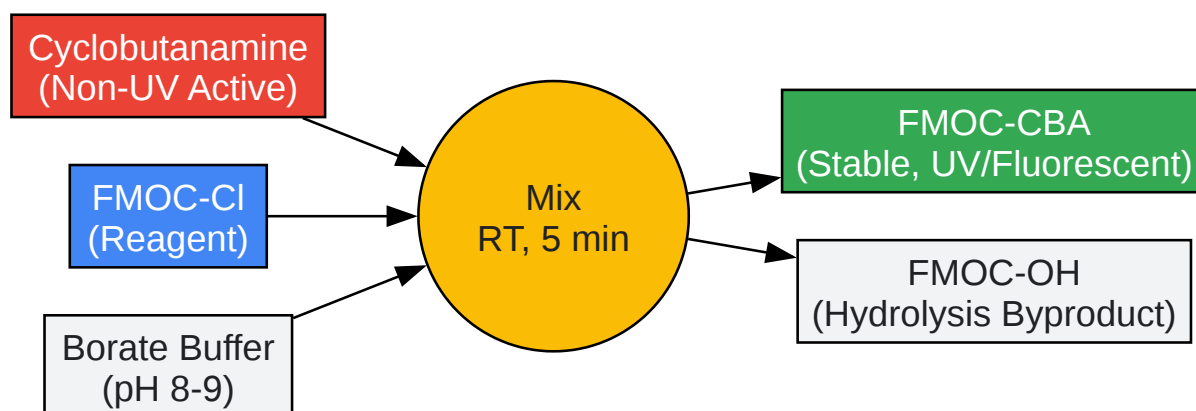 Cyclobutanamine
(Non-UV Active)
FMOC-Cl
(Reagent)
Borate Buffer
(pH 8-9)
Mix
RT, 5 min
FMOC-CBA
(Stable, UV/Fluorescent)
FMOC-OH
(Hydrolysis Byproduct)